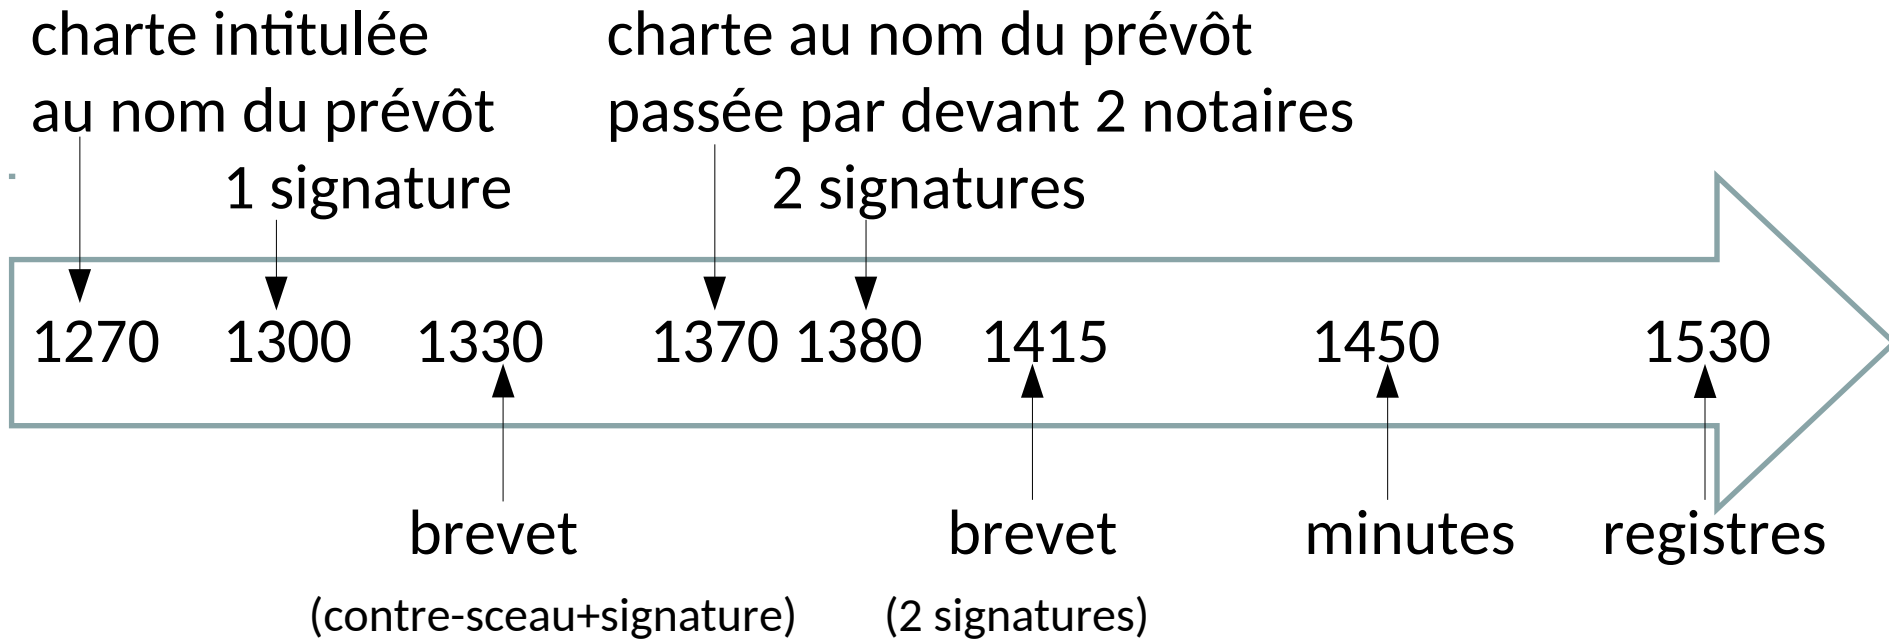 charte intitulée
au nom du prévôt
1 signature
charte au nom du prévôt
passée par devant 2 notaires
2 signatures
1270 1300 1330 1370 1380 1415 1450 1530
brevet
(contre-sceau+signature)
brevet
(2 signatures)
minutes
registres